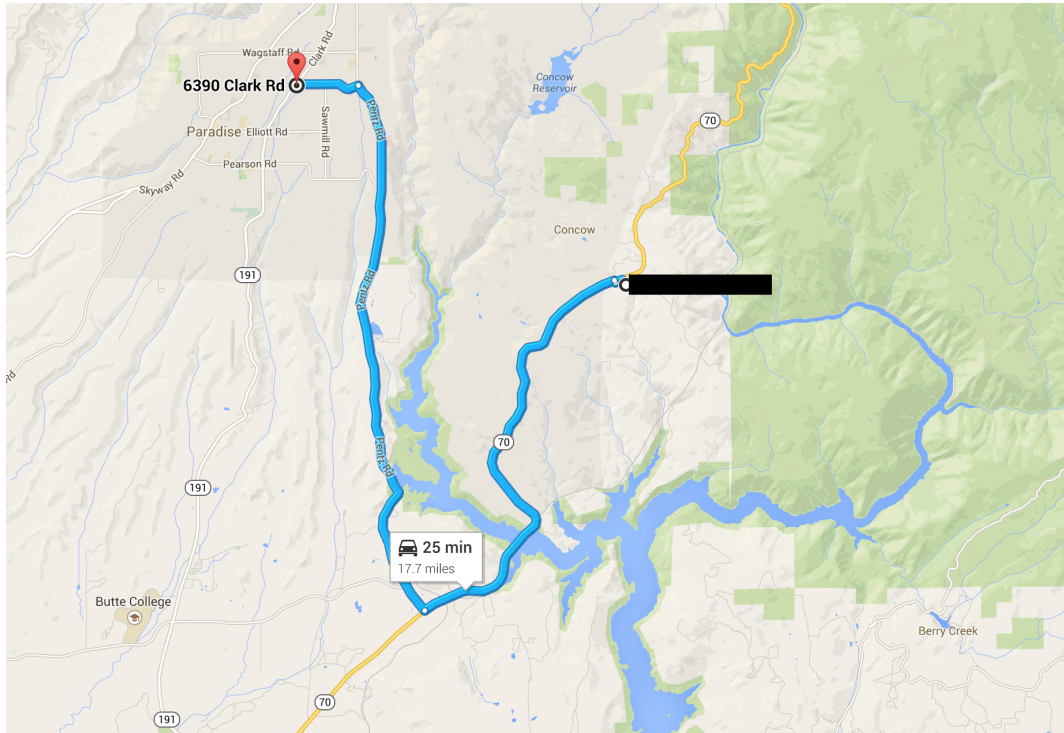 Wagstaff Rd
Clark Rd
6390 Clark Rd
Pentz Rd
Sawmill Rd
Paradise
Elliott Rd
Pearson Rd
Skyway Rd
Concow
Reservoir
70
Concow
191
Pentz Rd
Rd
70
Pentz Rd
191
25 min
17.7 miles
Butte College
Berry Creek
70
191